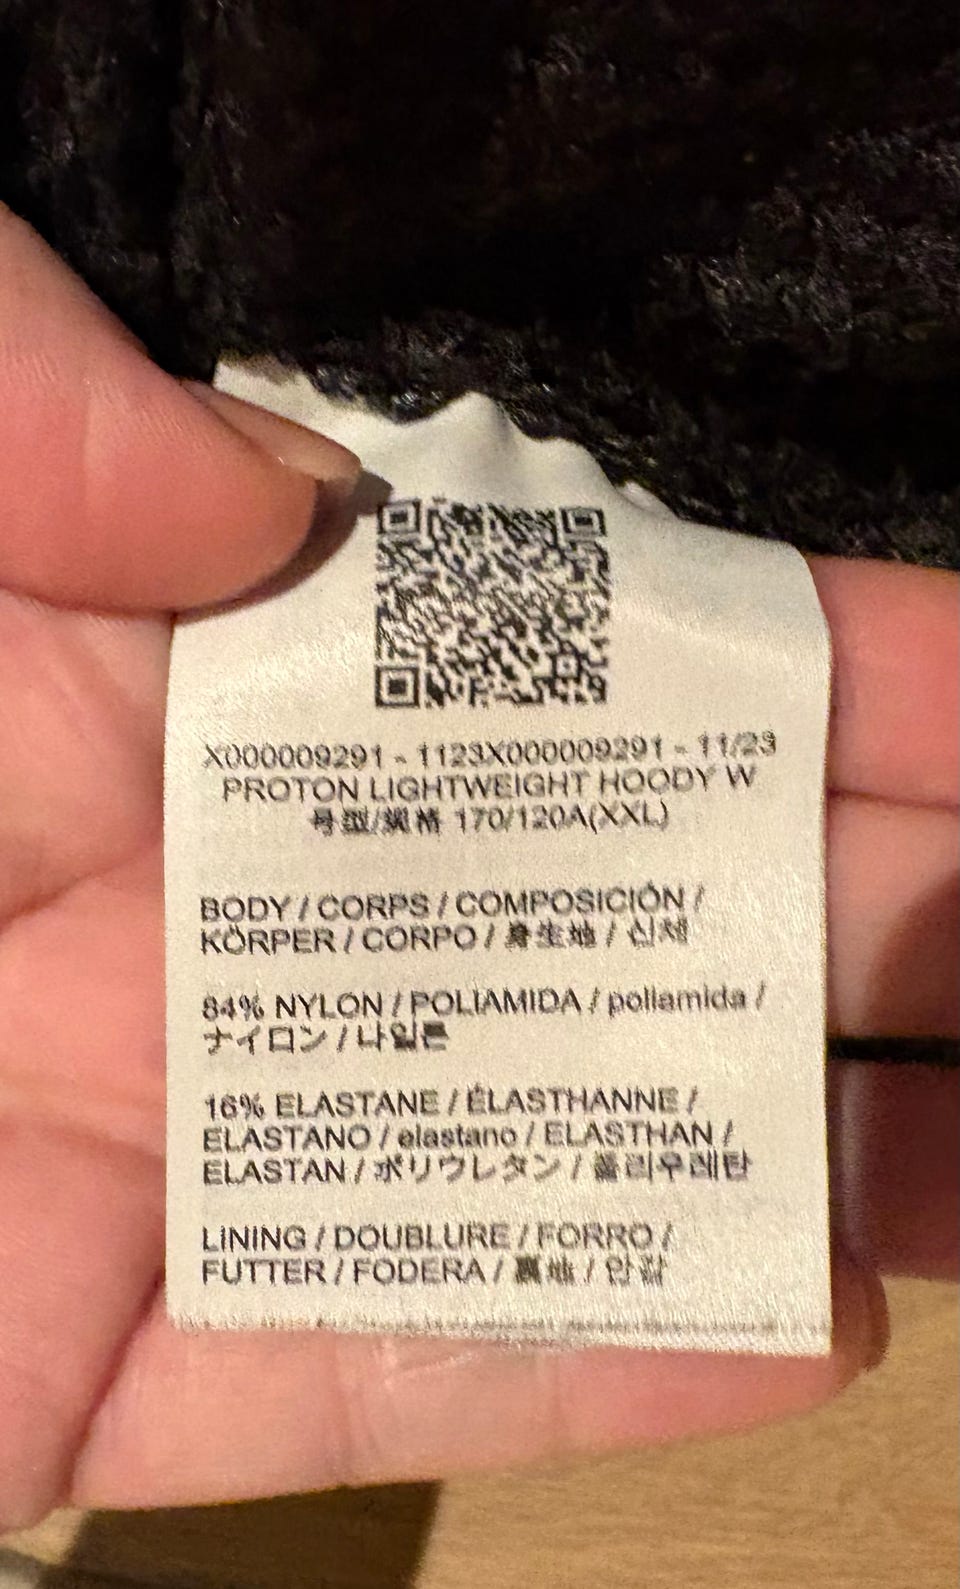 X000009291 - 1123X000009291 - 11/23
PROTON LIGHTWEIGHT HOODY W
号型/规格 170/120A(XXL)
BODY / CORPS / COMPOSICIÓN /
KÖRPER / CORPO / 身生地 / 신체
84% NYLON / POLIAMIDA / poliamida /
ナイロン / 나일론
16% ELASTANE / ÉLASTHANNE /
ELASTANO / elastano / ELASTHAN /
ELASTAN / ポリウレタン / 폴리우레탄
LINING / DOUBLURE / FORRO /
FUTTER / FODERA / 裏地 / 안감